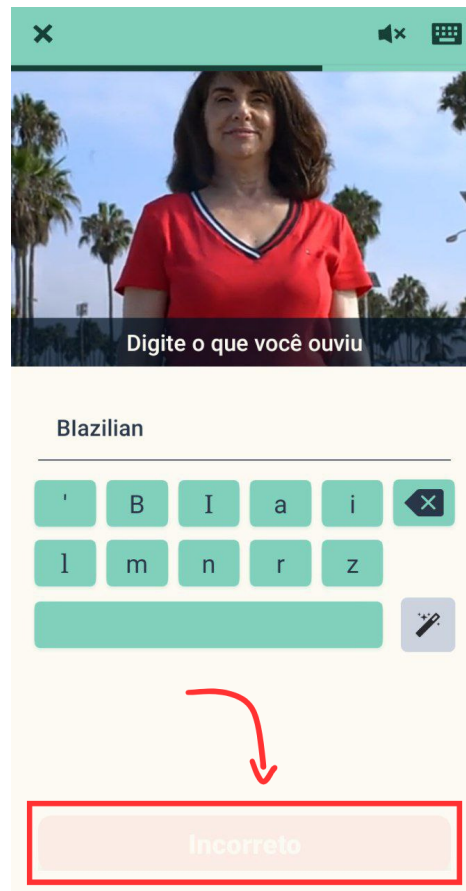 Digite o que você ouviu
Blazilian
' B I a i
l m n r z
Incorreto